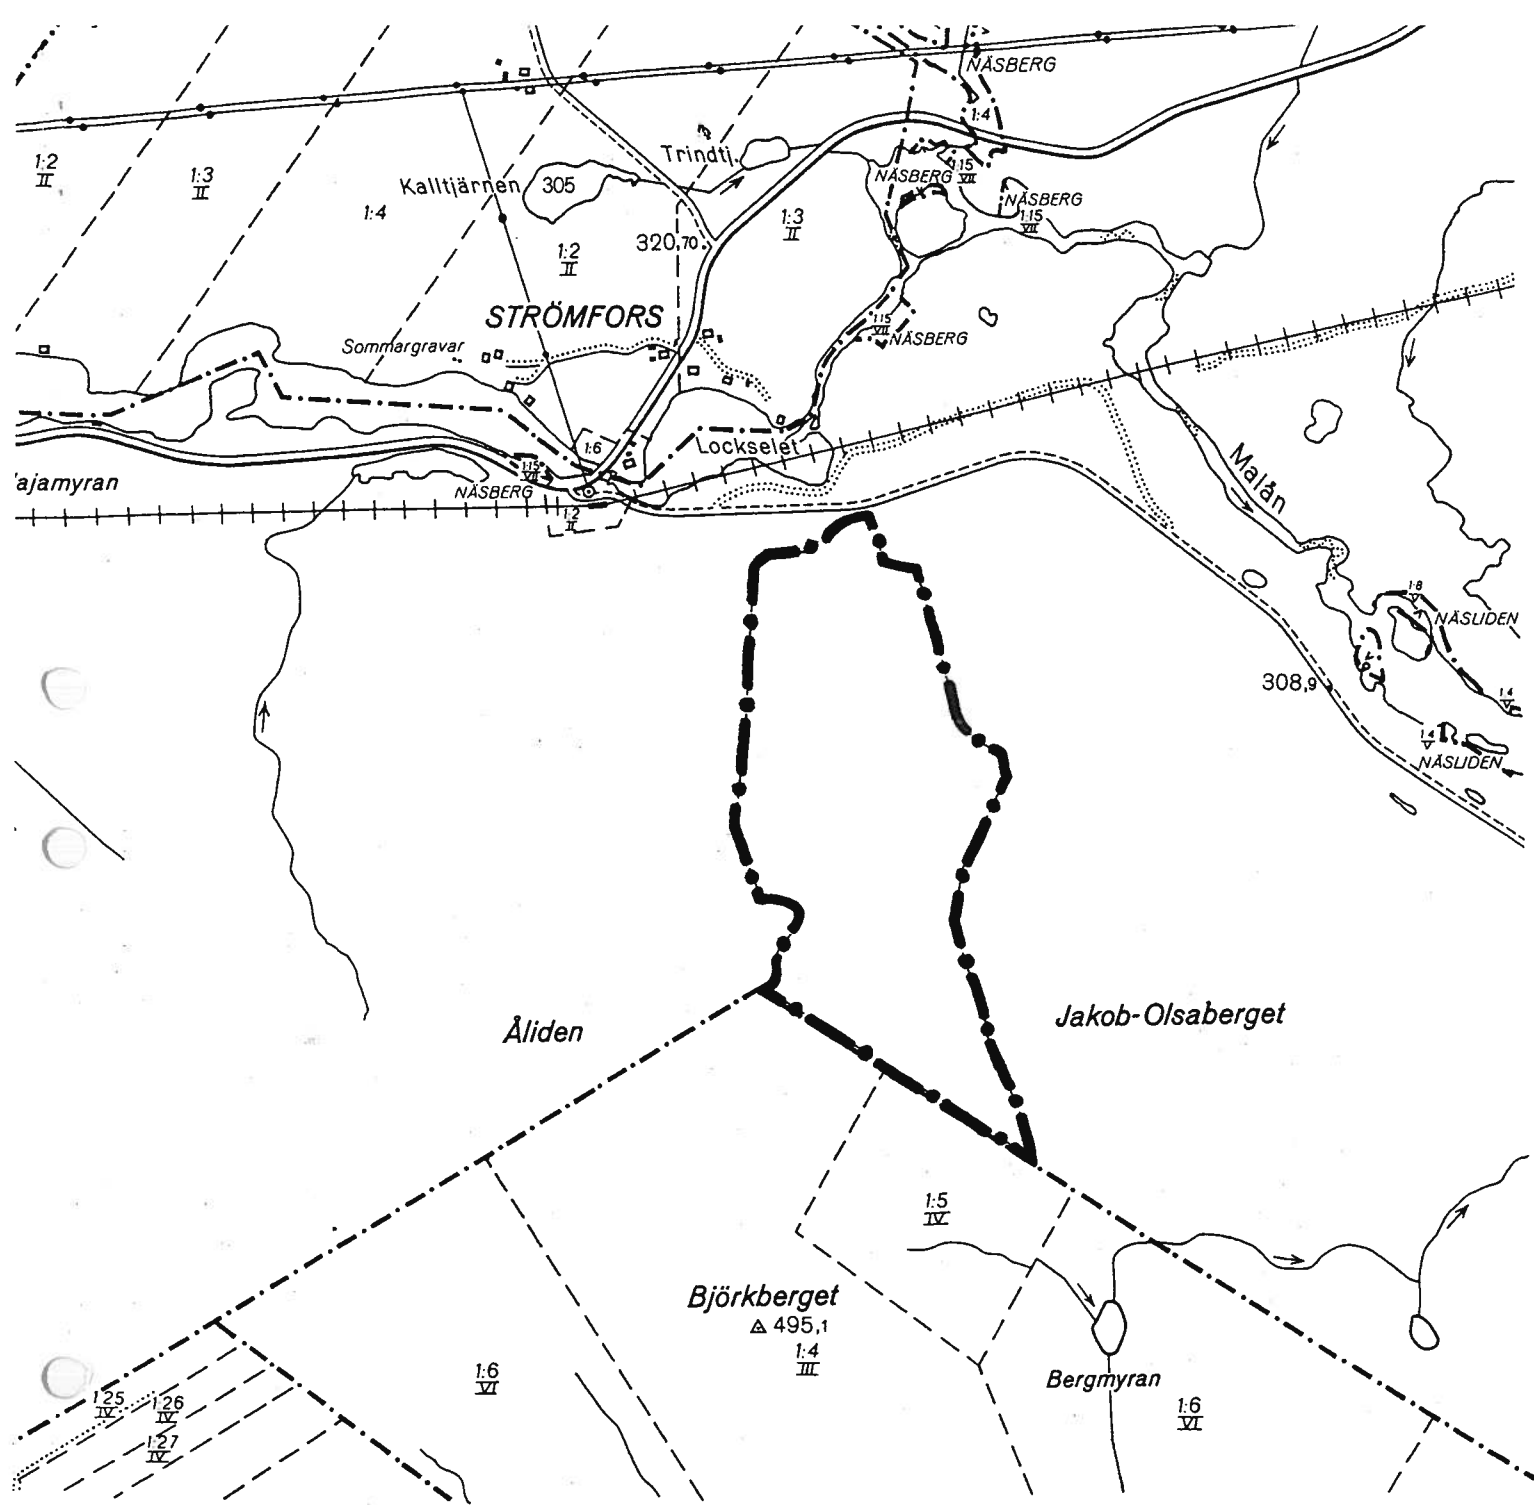 NÄSBERG
1:4
Trindtj.
1:2
II
1:3
II
Kalltjärnen
305
1:15
VII
NÄSBERG
NÄSBERG
1:15
VII
1:4
1:3
II
320,70
1:2
II
STRÖMFORS
1:15
VII
NÄSBERG
Sommargravar
Lockselet
1:6
1:15
VII
NÄSBERG
ajamyran
1:2
II
Malån
1:8
V
NÄSLIDEN
308,9
1:4
V
1:4
V
NÄSLIDEN
Åliden
Jakob-Olsaberget
1:5
IV
Björkberget
495,1
1:4
III
1:6
VI
Bergmyran
1:6
VI
1:25
IV
1:26
IV
1:27
IV